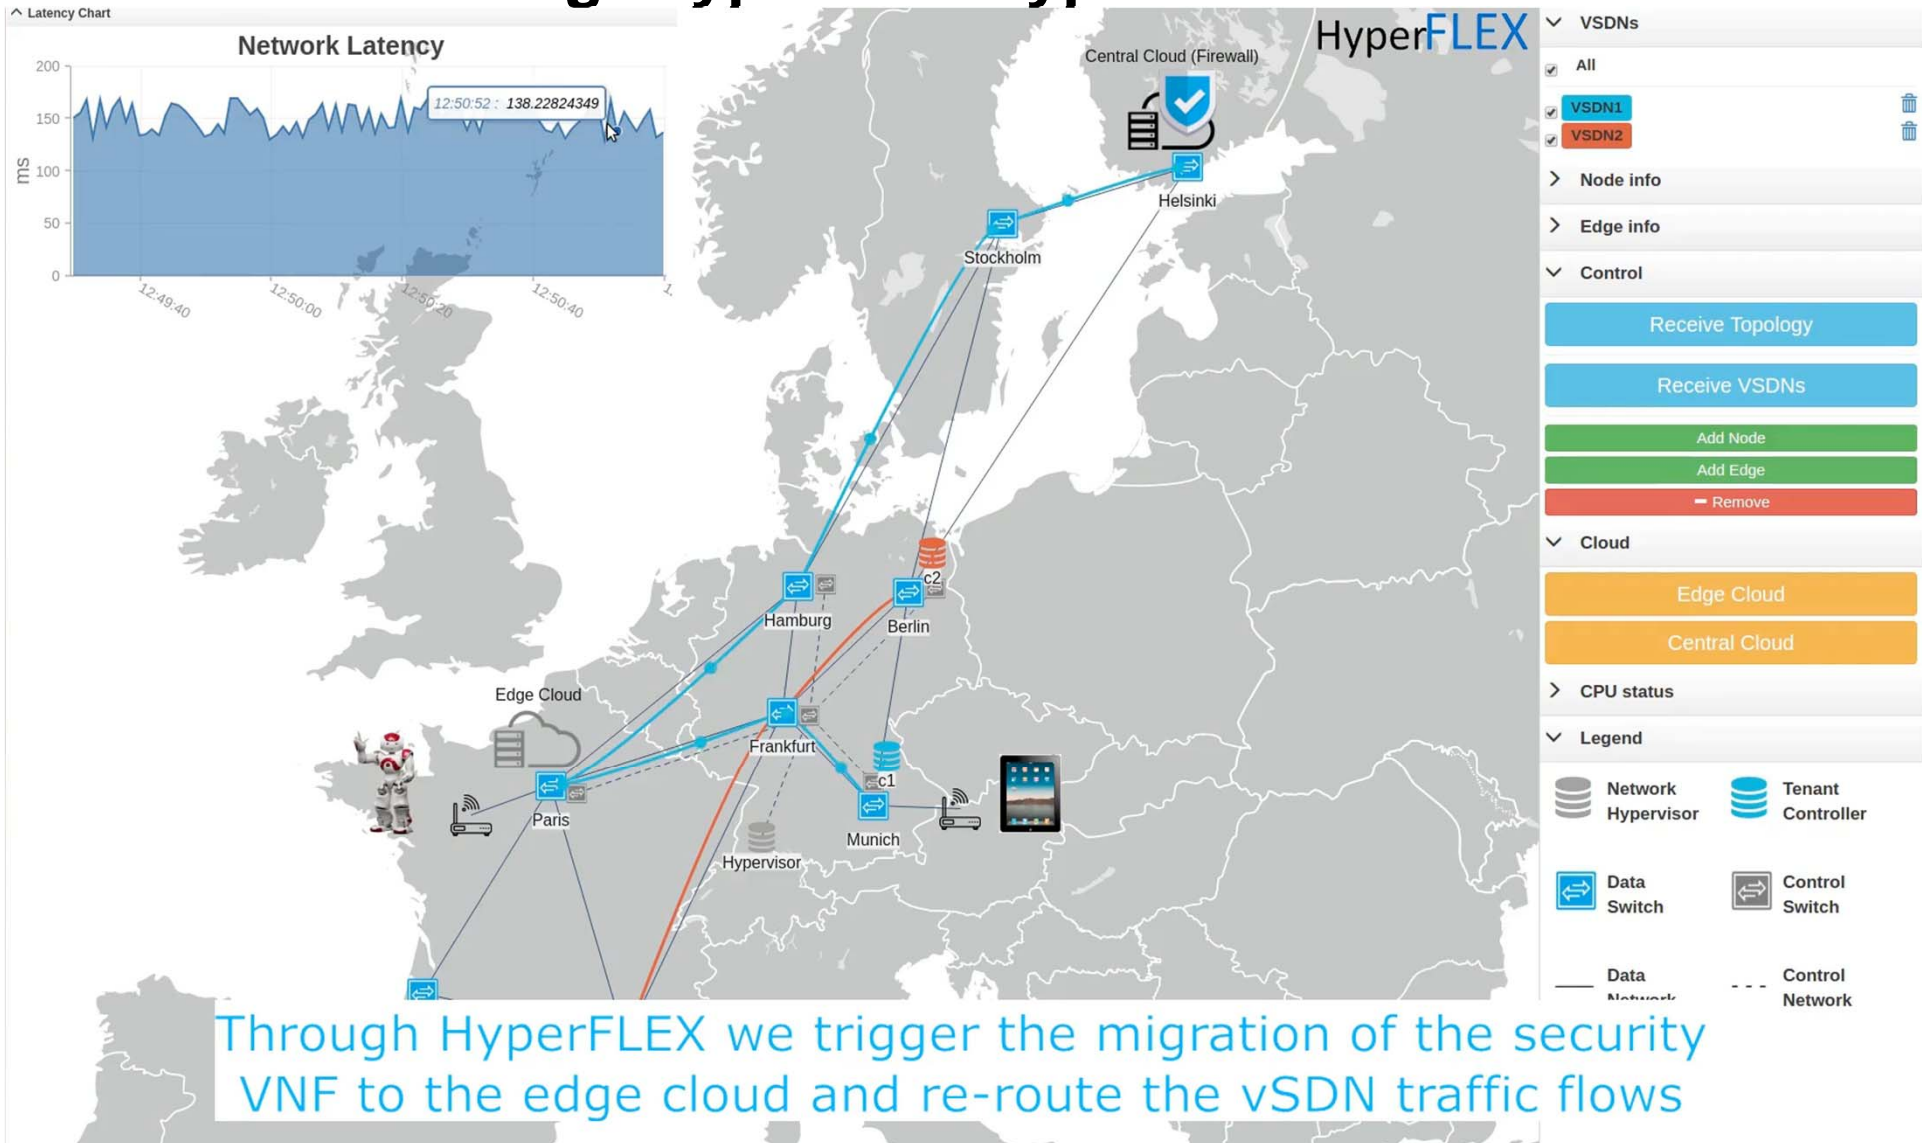 Latency Chart
Network Latency
200
150
100
50
0
ms
12:50:52 : 138.22824349
12:49:40
12:50:00
12:50:20
12:50:40
HyperFLEX
Central Cloud (Firewall)
Helsinki
Stockholm
c2
Hamburg
Berlin
Edge Cloud
Frankfurt
c1
Paris
Munich
Hypervisor
VSDNs
All
VSDN1
VSDN2
Node info
Edge info
Control
Receive Topology
Receive VSDNs
Add Node
Add Edge
Remove
Cloud
Edge Cloud
Central Cloud
CPU status
Legend
Network
Hypervisor
Tenant
Controller
Data
Switch
Control
Switch
Data
Network
Control
Network
Through HyperFLEX we trigger the migration of the security
VNF to the edge cloud and re-route the vSDN traffic flows